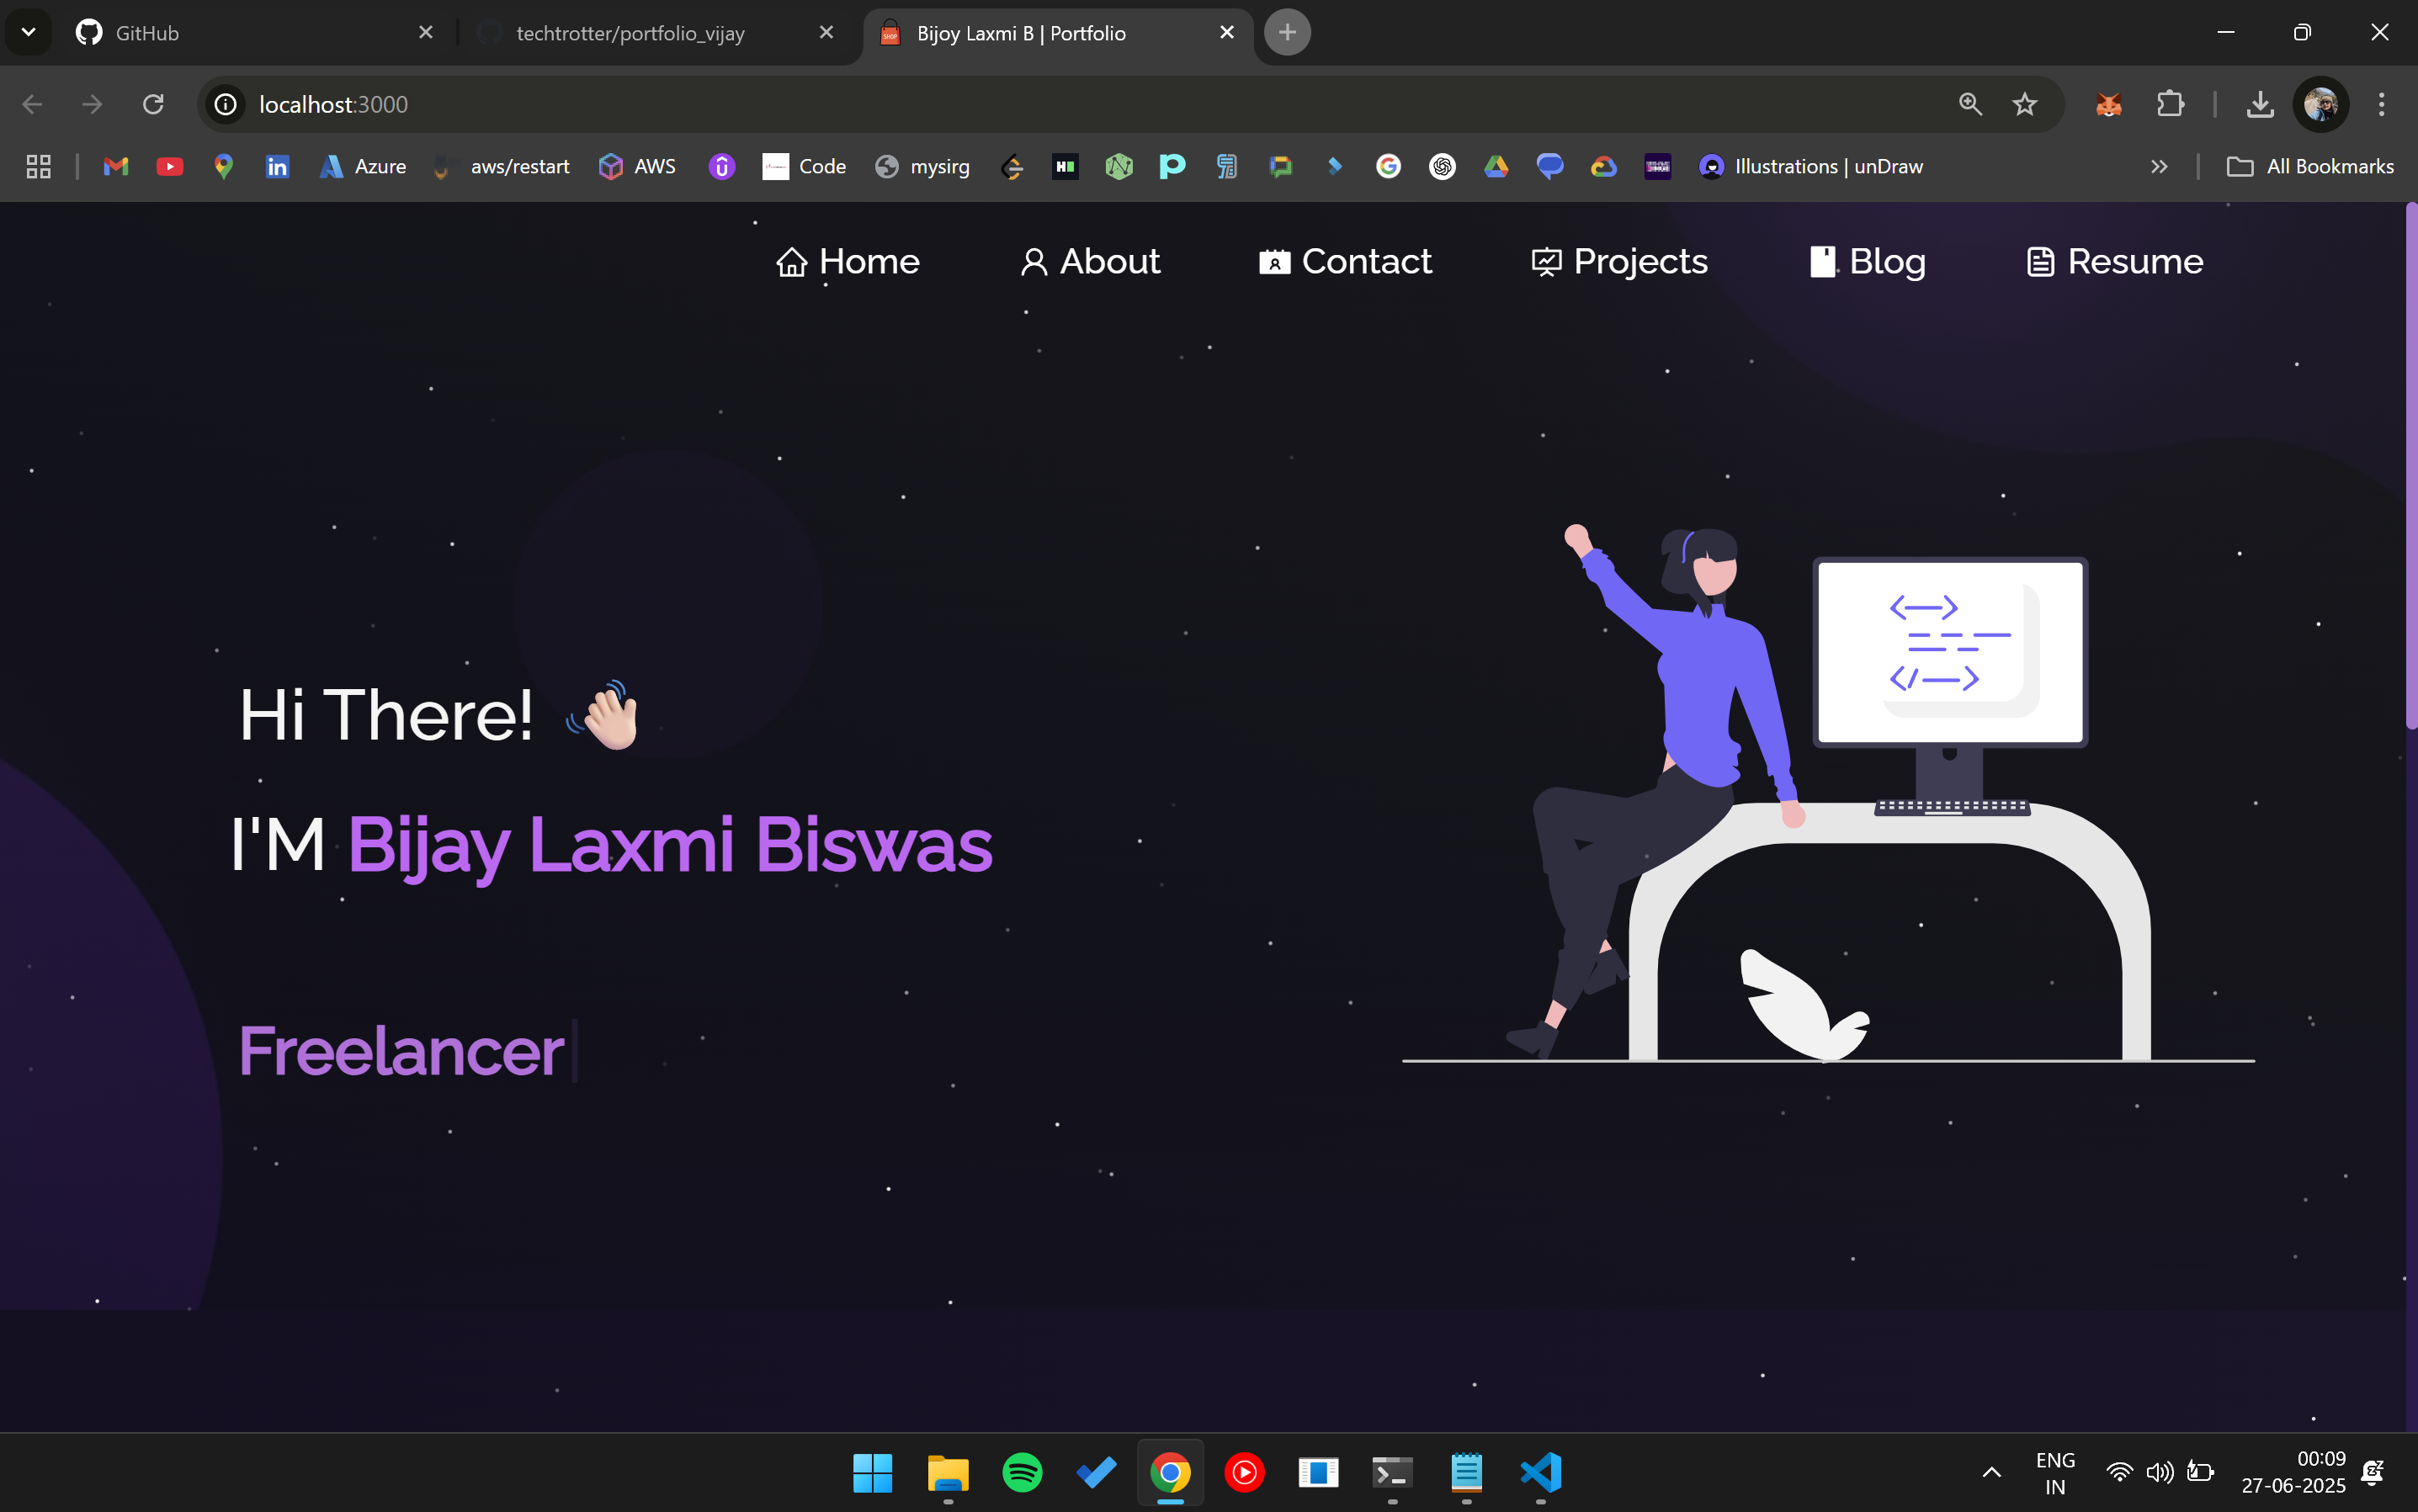 GitHub
techtrotter/portfolio_vijay
Bijoy Laxmi B | Portfolio
localhost:3000
Azure
aws/restart
AWS
Code
mysirg
Illustrations | unDraw
All Bookmarks
Home
About
Contact
Projects
Blog
Resume
Hi There!
I'M Bijay Laxmi Biswas
Freelancer
ENG
IN
00:09
27-06-2025